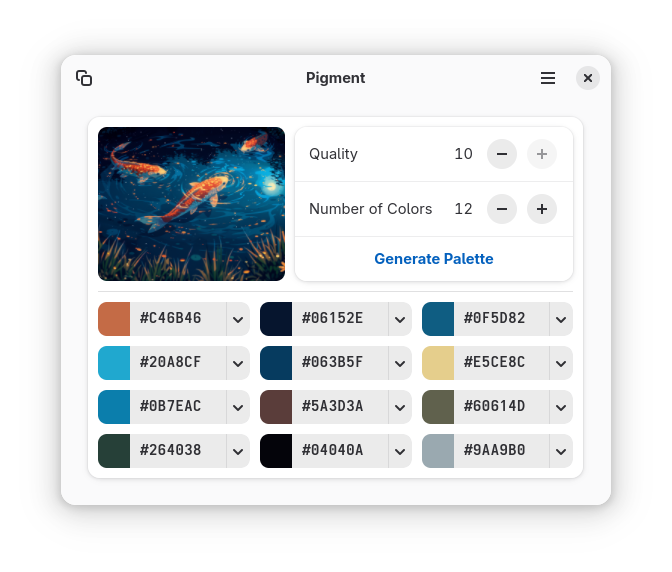 Pigment
Quality 10
Number of Colors 12
Generate Palette
#C46B46 #06152E #0F5D82
#20A8CF #063B5F #E5CE8C
#0B7EAC #5A3D3A #60614D
#264038 #04040A #9AA9B0